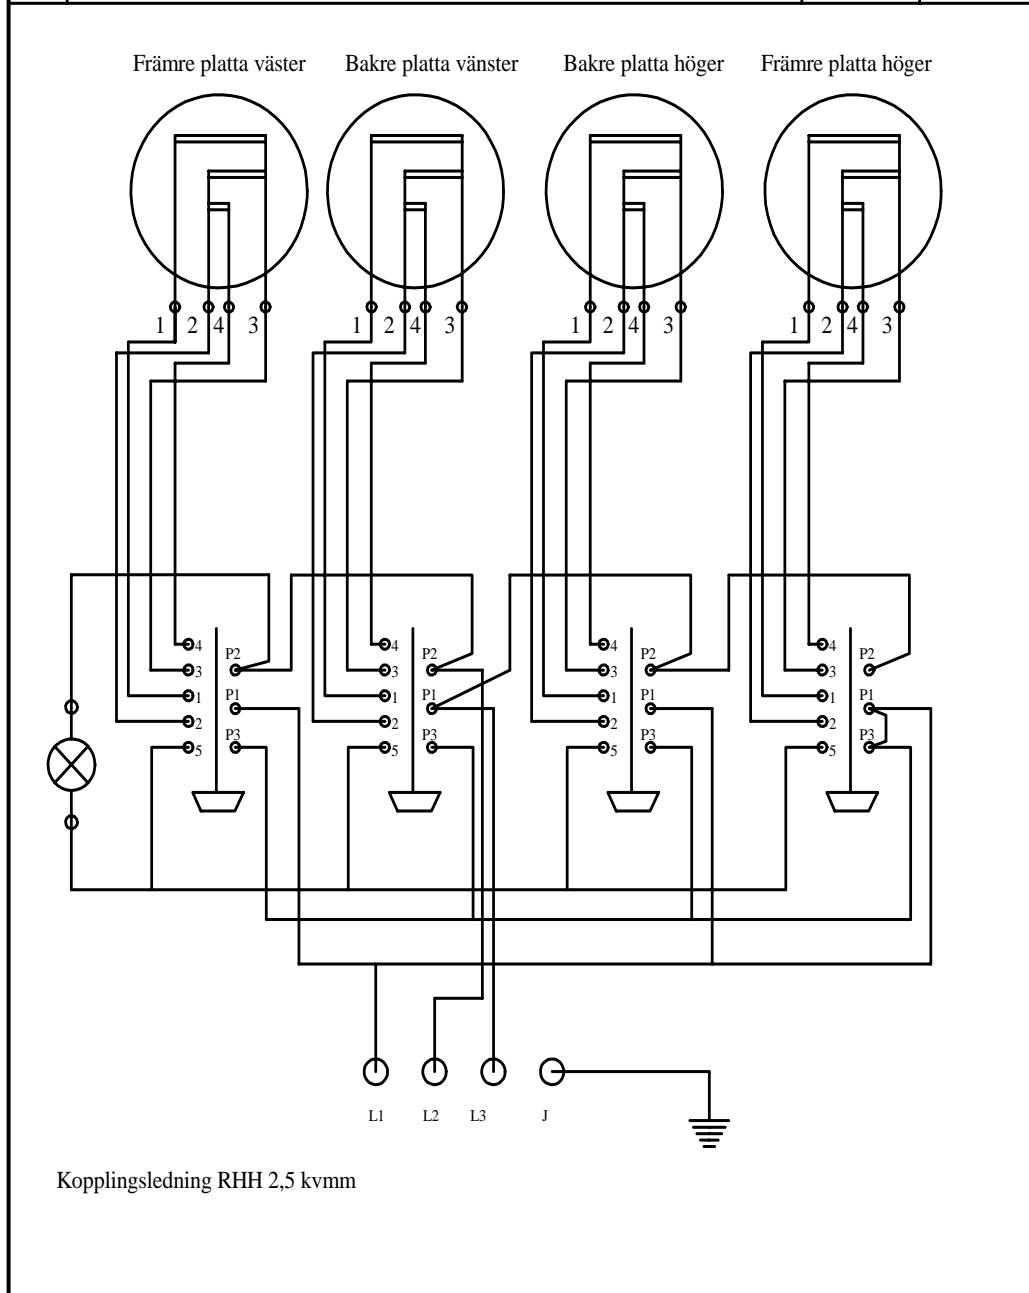 Främre platta väster Bakre platta vänster Bakre platta höger Främre platta höger
1 2 4 3 1 2 4 3 1 2 4 3 1 2 4 3
4 4 4 4
P2 P2 P2 P2
3 3 3 3
1 P1 1 P1 1 P1 1 P1
2 2 2 2
P3 P3 P3 P3
5 5 5 5
L1 L2 L3 J
Kopplingsledning RHH 2,5 kvmm